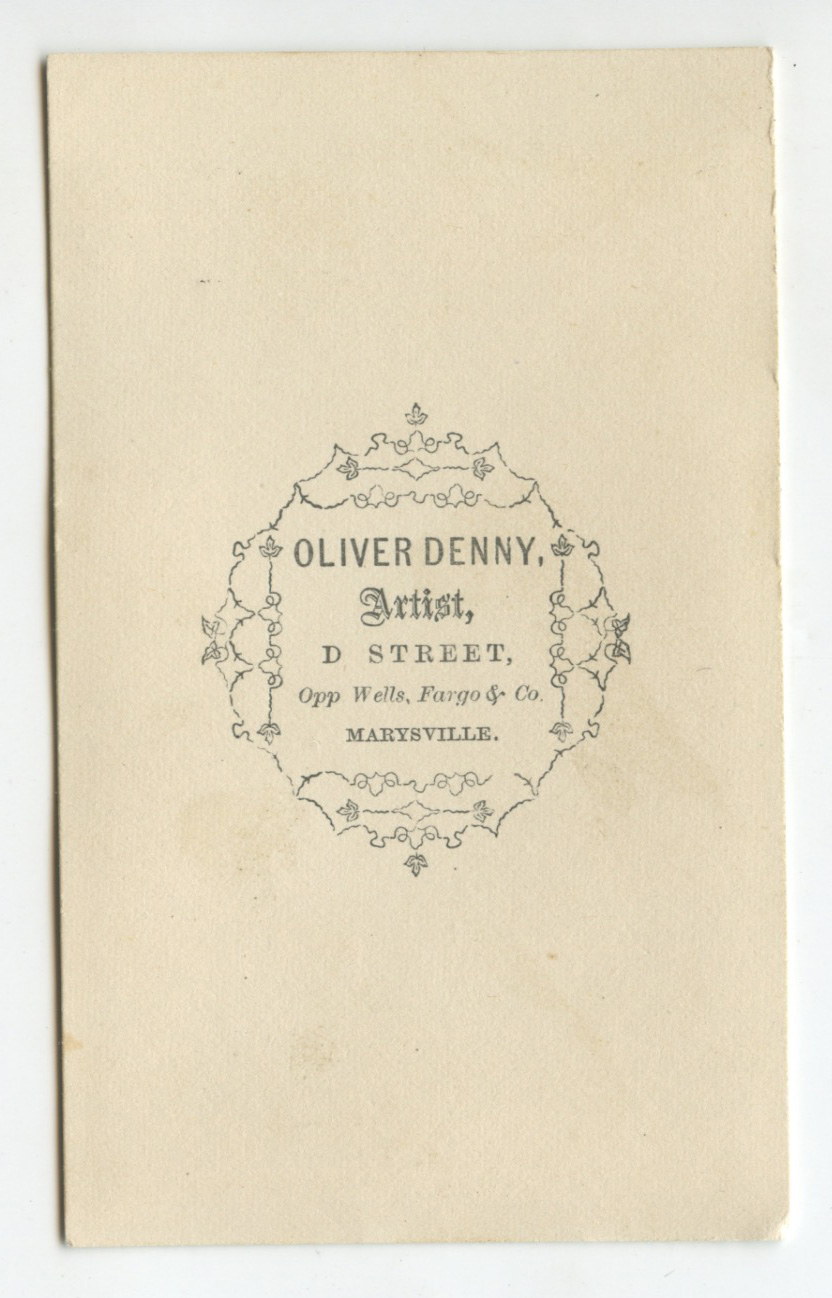 OLIVER DENNY,
Artist,
D STREET,
Opp Wells, Fargo & Co.
MARYSVILLE.